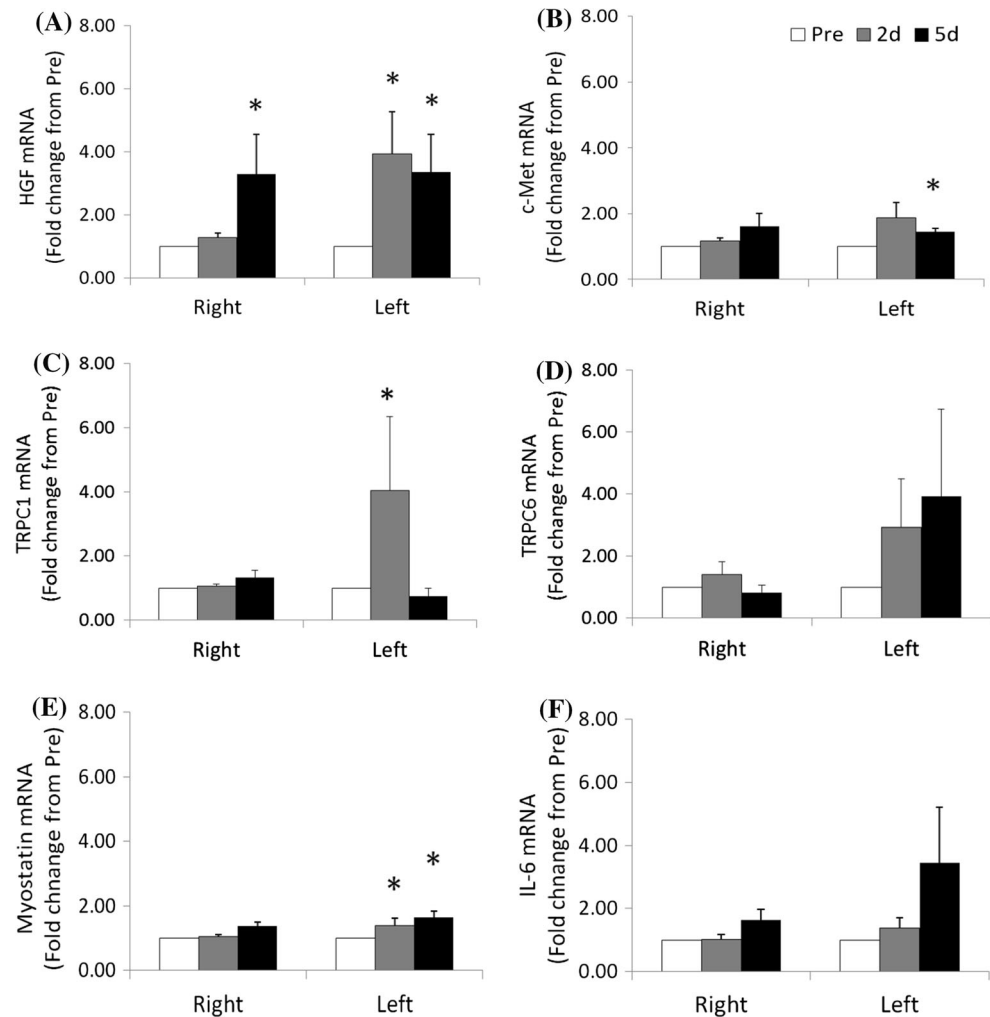 (A)
8.00
6.00
4.00
2.00
0.00
HGF mRNA
(Fold chnange from Pre)
*
*
*
Right
Left
(B)
8.00
6.00
4.00
2.00
0.00
c-Met mRNA
(Fold chnange from Pre)
Pre 2d 5d
*
Right
Left
(C)
8.00
6.00
4.00
2.00
0.00
TRPC1 mRNA
(Fold chnange from Pre)
*
Right
Left
(D)
8.00
6.00
4.00
2.00
0.00
TRPC6 mRNA
(Fold change from Pre)
Right
Left
(E)
8.00
6.00
4.00
2.00
0.00
Myostatin mRNA
(Fold chnange from Pre)
*
*
Right
Left
(F)
8.00
6.00
4.00
2.00
0.00
IL-6 mRNA
(Fold chnange from Pre)
Right
Left